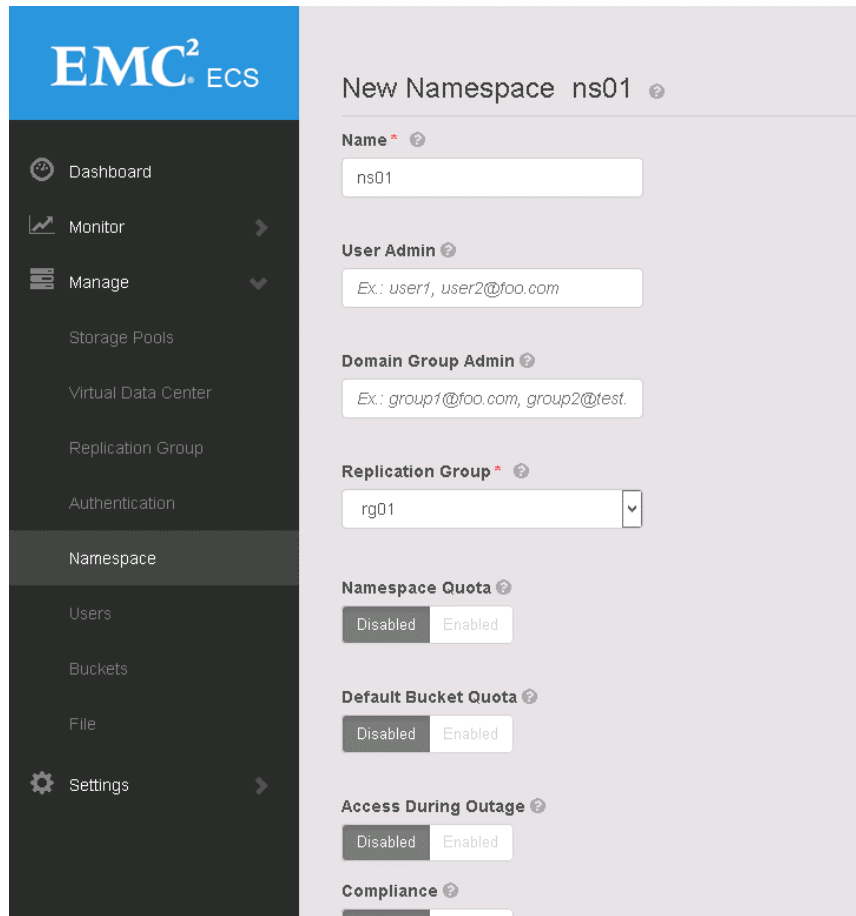 EMC² ECS
Dashboard
Monitor
Manage
Storage Pools
Virtual Data Center
Replication Group
Authentication
Namespace
Users
Buckets
File
Settings
New Namespace ns01
Name *
ns01
User Admin
Ex.: user1, user2@foo.com
Domain Group Admin
Ex.: group1@foo.com, group2@test.
Replication Group *
rg01
Namespace Quota
Disabled Enabled
Default Bucket Quota
Disabled Enabled
Access During Outage
Disabled Enabled
Compliance